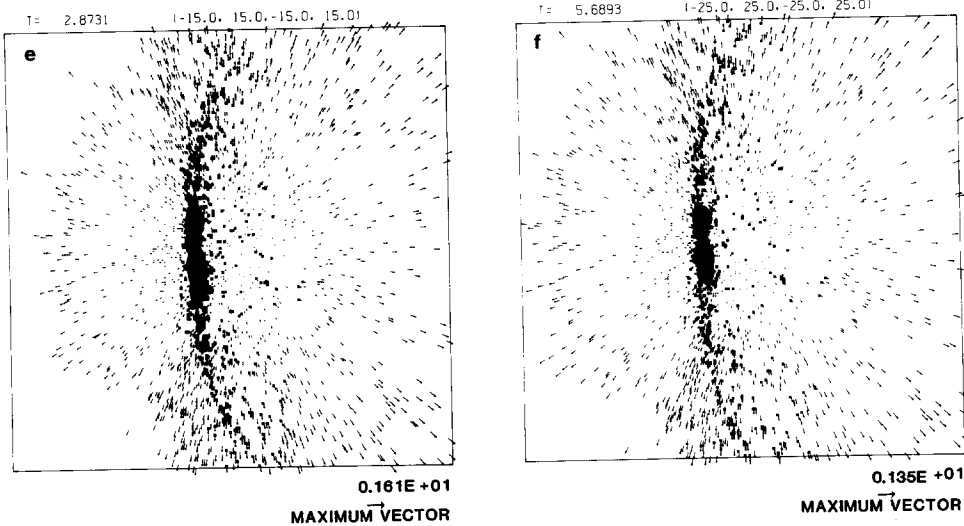 T= 2.8731 (-15.0, 15.0,-15.0, 15.0)
e
0.161E +01
MAXIMUM VECTOR
T= 5.6893 (-25.0, 25.0,-25.0, 25.0)
f
0.135E +01
MAXIMUM VECTOR